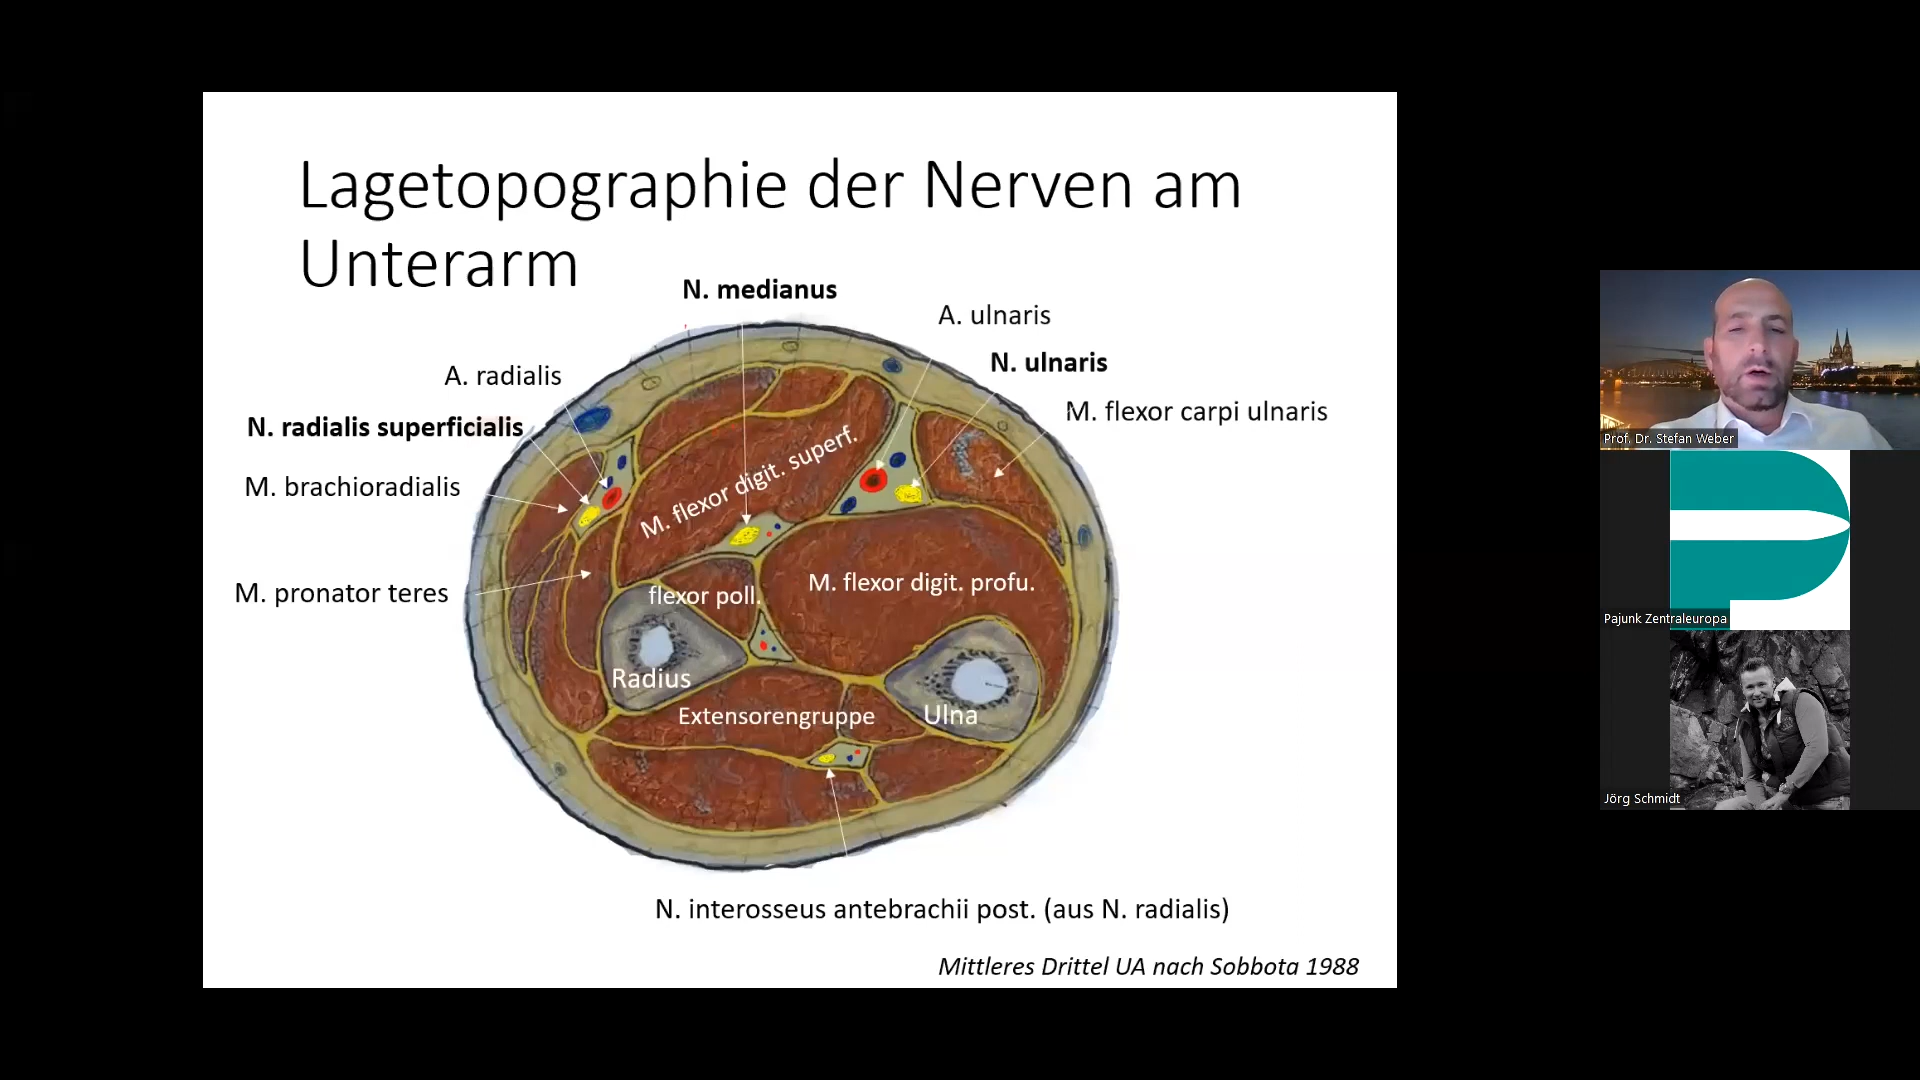 Lagetopographie der Nerven am
Unterarm
N. medianus
A. ulnaris
N. ulnaris
A. radialis
M. flexor carpi ulnaris
N. radialis superficialis
M. flexor digit. superf.
M. brachioradialis
M. pronator teres
flexor poll.
M. flexor digit. profu.
Radius
Extensorengruppe
Ulna
N. interosseus antebrachii post. (aus N. radialis)
Mittleres Drittel UA nach Sobbota 1988
Prof. Dr. Stefan Weber
Pajunk Zentraleuropa
Jörg Schmidt